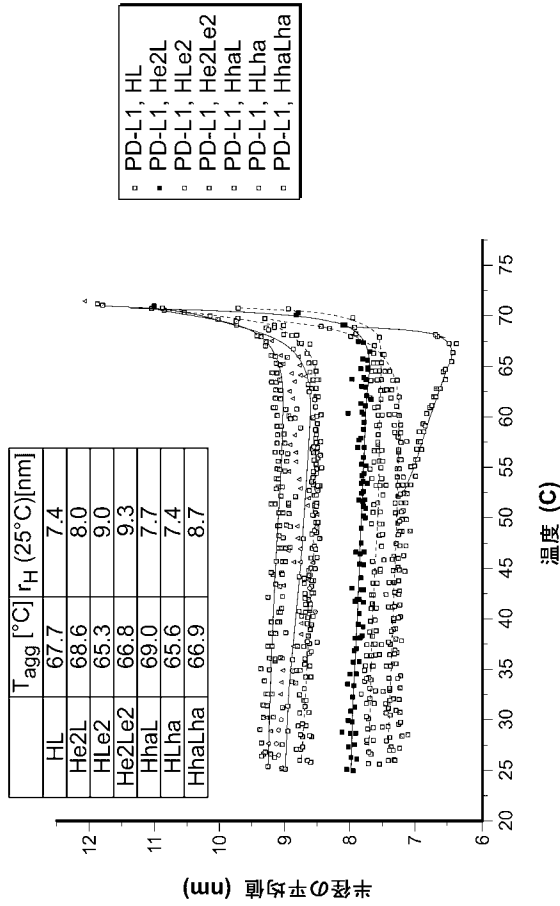 Tagg [°C] rH (25°C)[nm]
HL 67.7 7.4
He2L 68.6 8.0
HLe2 65.3 9.0
He2Le2 66.8 9.3
HhaL 69.0 7.7
HLha 65.6 7.4
HhaLha 66.9 8.7
PD-L1, HL
PD-L1, He2L
PD-L1, HLe2
PD-L1, He2Le2
PD-L1, HhaL
PD-L1, HLha
PD-L1, HhaLha
半径の平均値 (nm)
12
11
10
9
8
7
6
20 25 30 35 40 45 50 55 60 65 70 75
温度 (C)